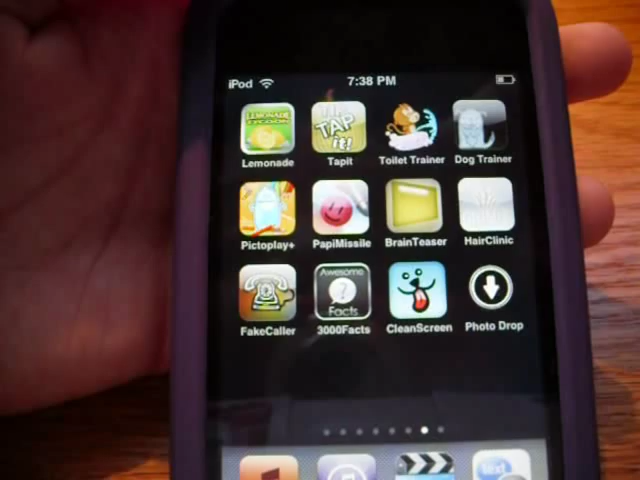 iPod 7:38 PM
LEMONADE
TYCOON
TAP
it!
Lemonade Tapit Toilet Trainer Dog Trainer
Pictoplay+ PapiMissile BrainTeaser HairClinic
Awesome
?
Facts
FakeCaller 3000Facts CleanScreen Photo Drop
text